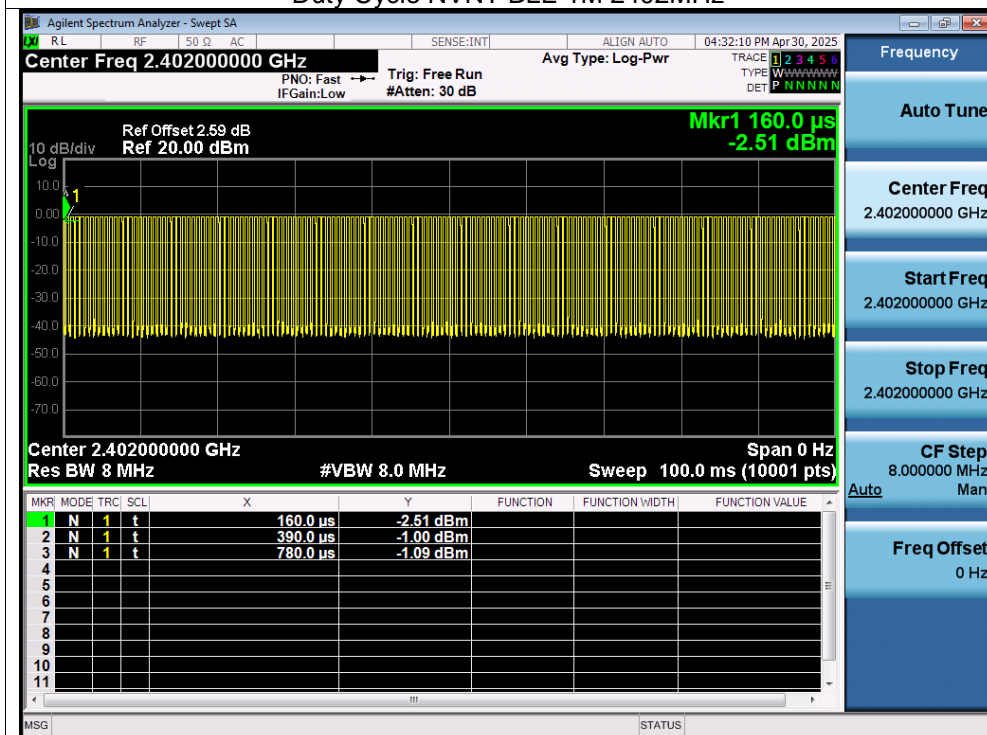 Duty Cycle NVNT BLE 1M 2402MHz
Agilent Spectrum Analyzer - Swept SA
LXI RL RF 50 Ω AC SENSE:INT ALIGN AUTO 04:32:10 PM Apr 30, 2025
Center Freq 2.402000000 GHz
PNO: Fast
IFGain:Low
Trig: Free Run
#Atten: 30 dB
Avg Type: Log-Pwr
TRACE 1 2 3 4 5 6
TYPE WWWWWW
DET P N N N N N
Frequency
Auto Tune
Center Freq
2.402000000 GHz
Start Freq
2.402000000 GHz
Stop Freq
2.402000000 GHz
CF Step
8.000000 MHz
Auto Man
Freq Offset
0 Hz
Mkr1 160.0 µs
-2.51 dBm
Ref Offset 2.59 dB
10 dB/div Ref 20.00 dBm
Log
10.0
1
0.00
-10.0
-20.0
-30.0
-40.0
-50.0
-60.0
-70.0
Center 2.402000000 GHz Span 0 Hz
Res BW 8 MHz #VBW 8.0 MHz Sweep 100.0 ms (10001 pts)
MKR MODE TRC SCL X Y FUNCTION FUNCTION WIDTH FUNCTION VALUE
1 N 1 t 160.0 µs -2.51 dBm
2 N 1 t 390.0 µs -1.00 dBm
3 N 1 t 780.0 µs -1.09 dBm
4
5
6
7
8
9
10
11
MSG STATUS